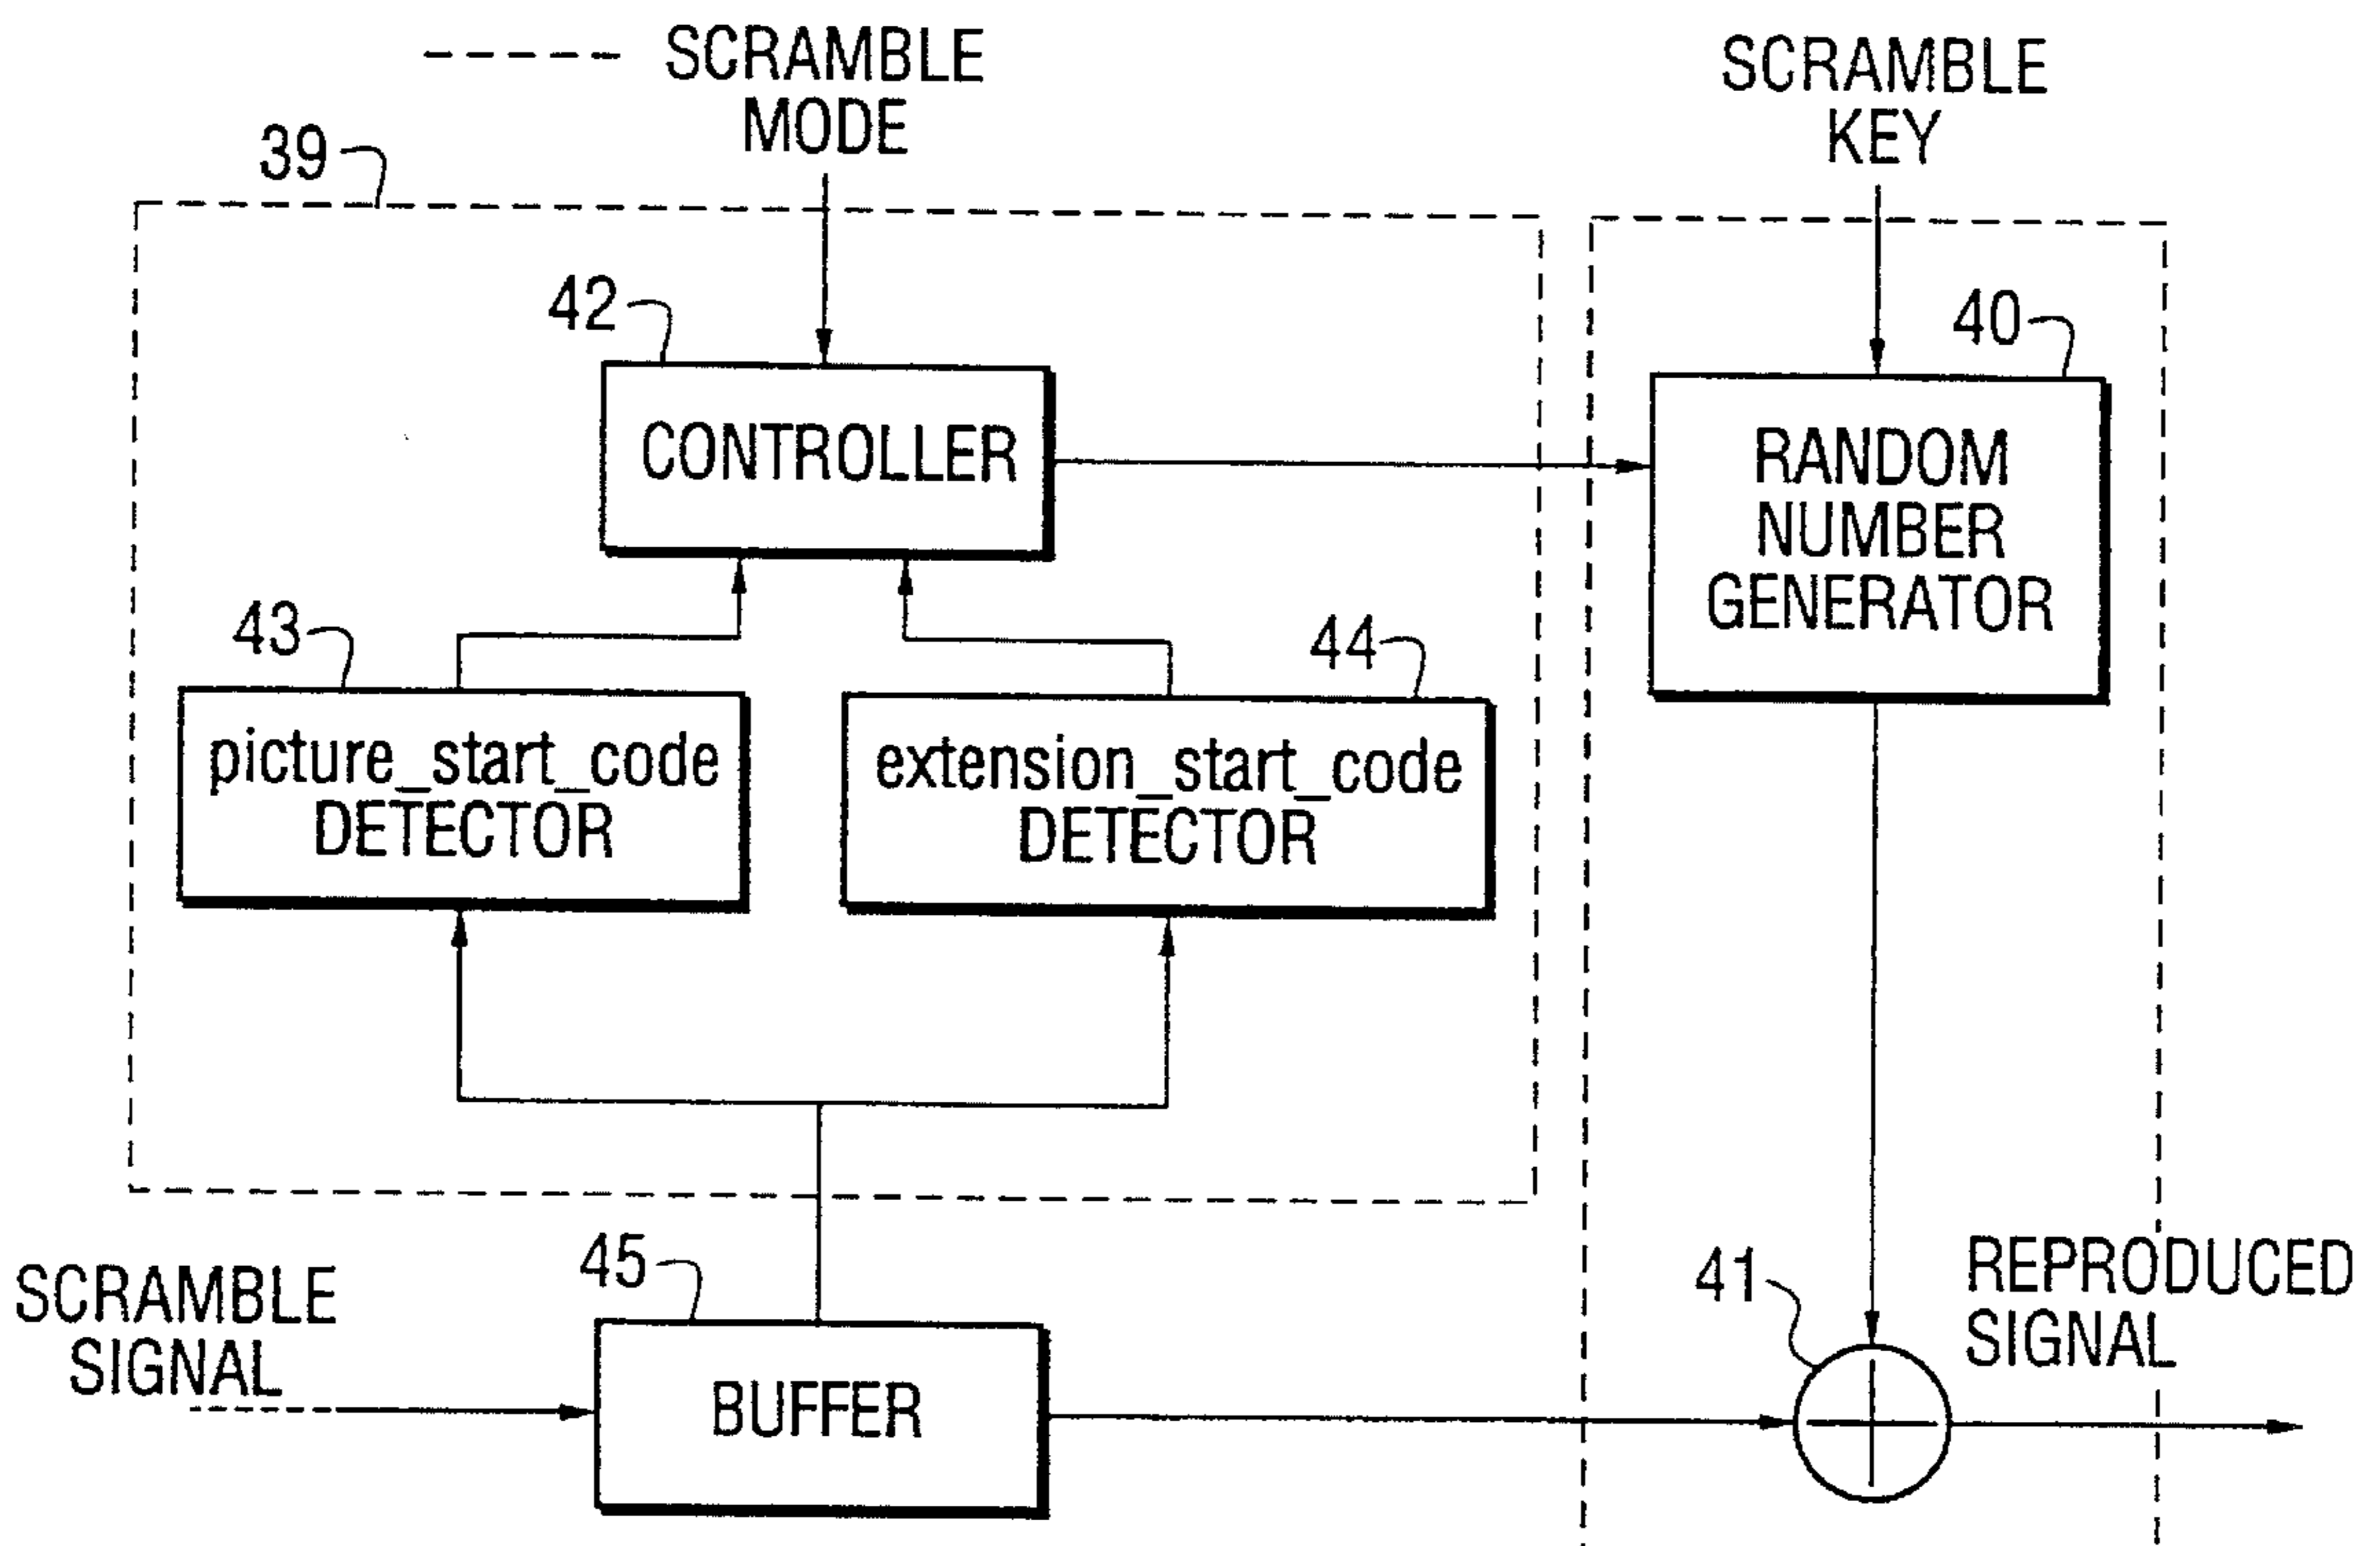 SCRAMBLE
MODE
SCRAMBLE
KEY
39
42
CONTROLLER
40
RANDOM
NUMBER
GENERATOR
43
picture_start_code
DETECTOR
44
extension_start_code
DETECTOR
SCRAMBLE
SIGNAL
45
BUFFER
41
REPRODUCED
SIGNAL